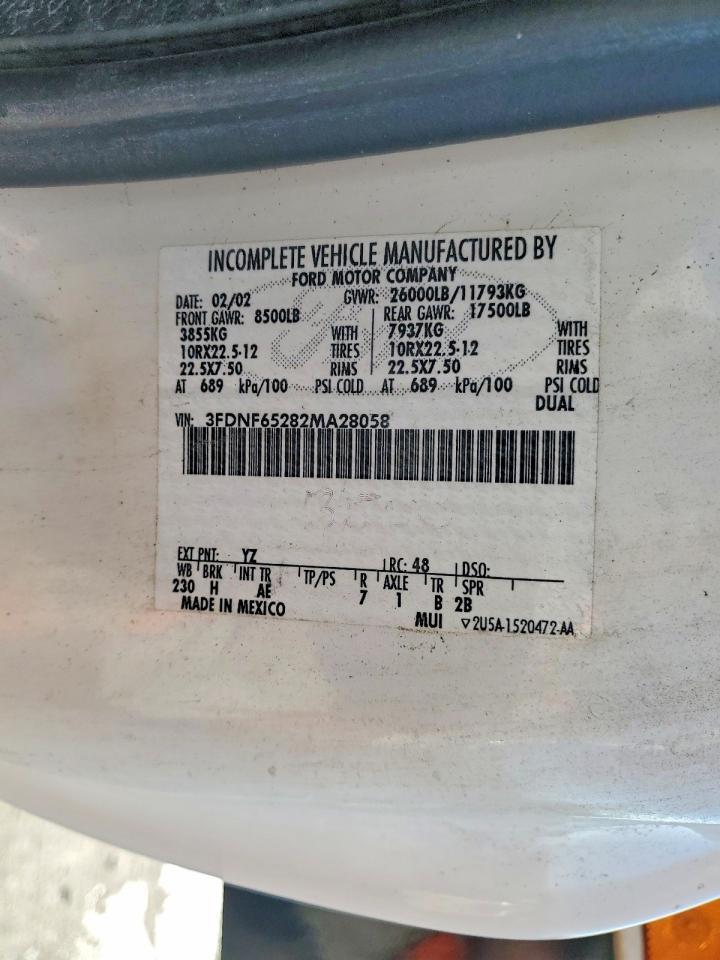 INCOMPLETE VEHICLE MANUFACTURED BY
FORD MOTOR COMPANY
DATE: 02/02 GVWR: 26000LB/11793KG
FRONT GAWR: 8500LB REAR GAWR: 17500LB
3855KG WITH 7937KG WITH
10RX22.5-12 TIRES 10RX22.5-12 TIRES
22.5X7.50 RIMS 22.5X7.50 RIMS
AT 689 kPa/100 PSI COLD AT 689 kPa/100 PSI COLD
DUAL
VIN: 3FDNF65282MA28058
EXT PNT: YZ RC: 48 DSO:
WB BRK INT TR TP/PS R AXLE TR SPR
230 H AE 7 1 B 2B
MADE IN MEXICO
MUI ▽2U5A-1520472-AA